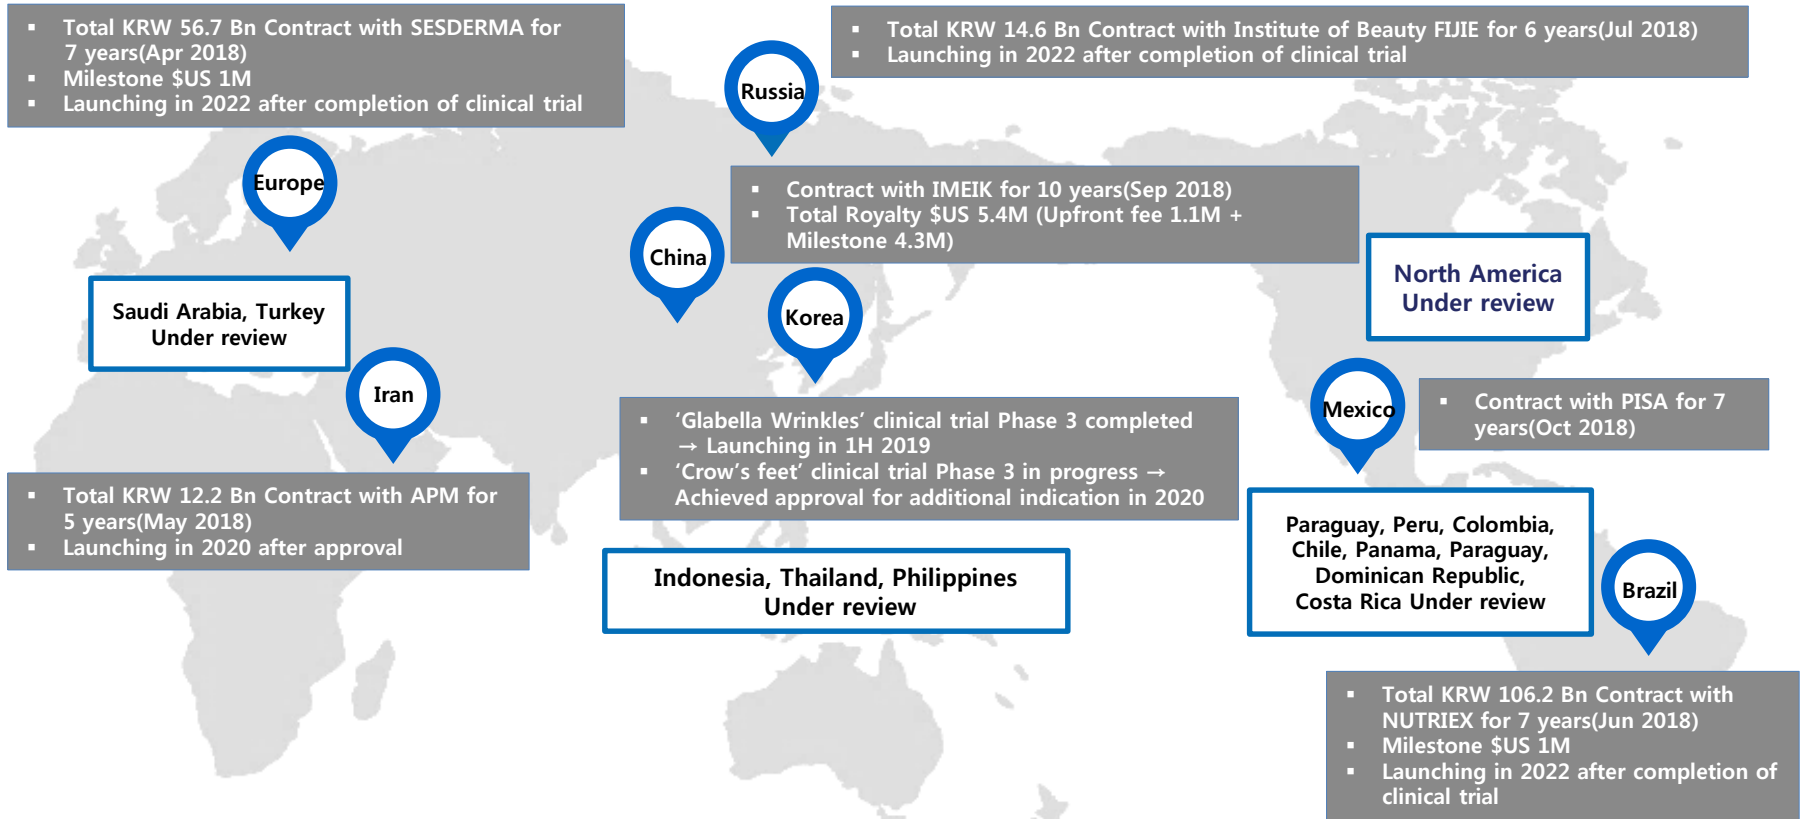 ▪ Total KRW 56.7 Bn Contract with SESDERMA for
7 years(Apr 2018)
▪ Milestone $US 1M
▪ Launching in 2022 after completion of clinical trial
▪ Total KRW 14.6 Bn Contract with Institute of Beauty FIJIE for 6 years(Jul 2018)
▪ Launching in 2022 after completion of clinical trial
Russia
Europe
▪ Contract with IMEIK for 10 years(Sep 2018)
▪ Total Royalty $US 5.4M (Upfront fee 1.1M +
Milestone 4.3M)
China
North America
Under review
Saudi Arabia, Turkey
Under review
Korea
Iran
Mexico
▪ Contract with PISA for 7
years(Oct 2018)
▪ ‘Glabella Wrinkles’ clinical trial Phase 3 completed
→ Launching in 1H 2019
▪ ‘Crow’s feet’ clinical trial Phase 3 in progress →
Achieved approval for additional indication in 2020
▪ Total KRW 12.2 Bn Contract with APM for
5 years(May 2018)
▪ Launching in 2020 after approval
Paraguay, Peru, Colombia,
Chile, Panama, Paraguay,
Dominican Republic,
Costa Rica Under review
Indonesia, Thailand, Philippines
Under review
Brazil
▪ Total KRW 106.2 Bn Contract with
NUTRIEX for 7 years(Jun 2018)
▪ Milestone $US 1M
▪ Launching in 2022 after completion of
clinical trial